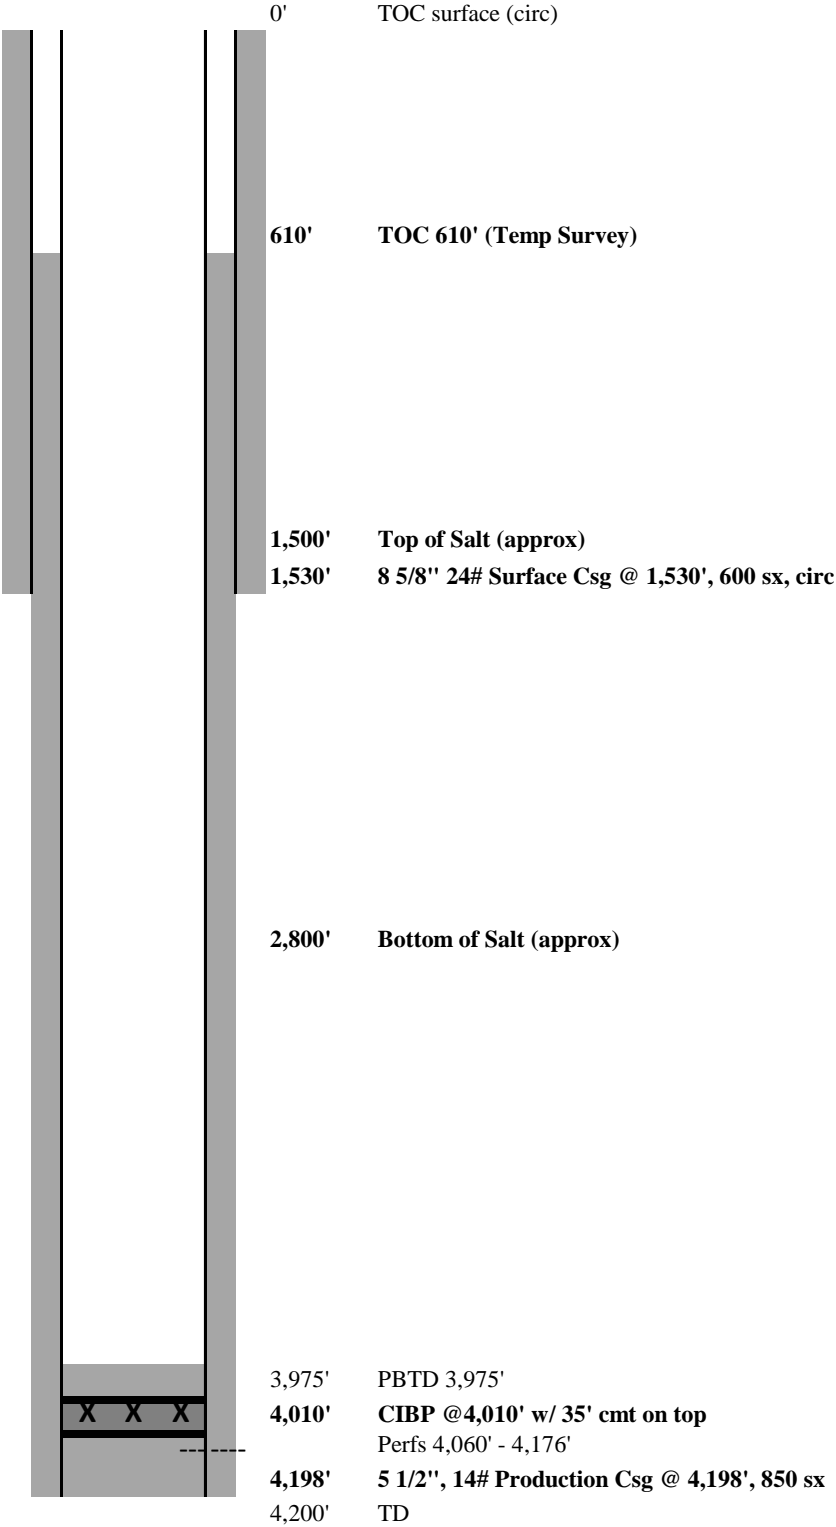 0' TOC surface (circ)
610' TOC 610' (Temp Survey)
1,500' Top of Salt (approx)
1,530' 8 5/8" 24# Surface Csg @ 1,530', 600 sx, circ
2,800' Bottom of Salt (approx)
3,975' PBTD 3,975'
X X X 4,010' CIBP @4,010' w/ 35' cmt on top
Perfs 4,060' - 4,176'
4,198' 5 1/2", 14# Production Csg @ 4,198', 850 sx
4,200' TD